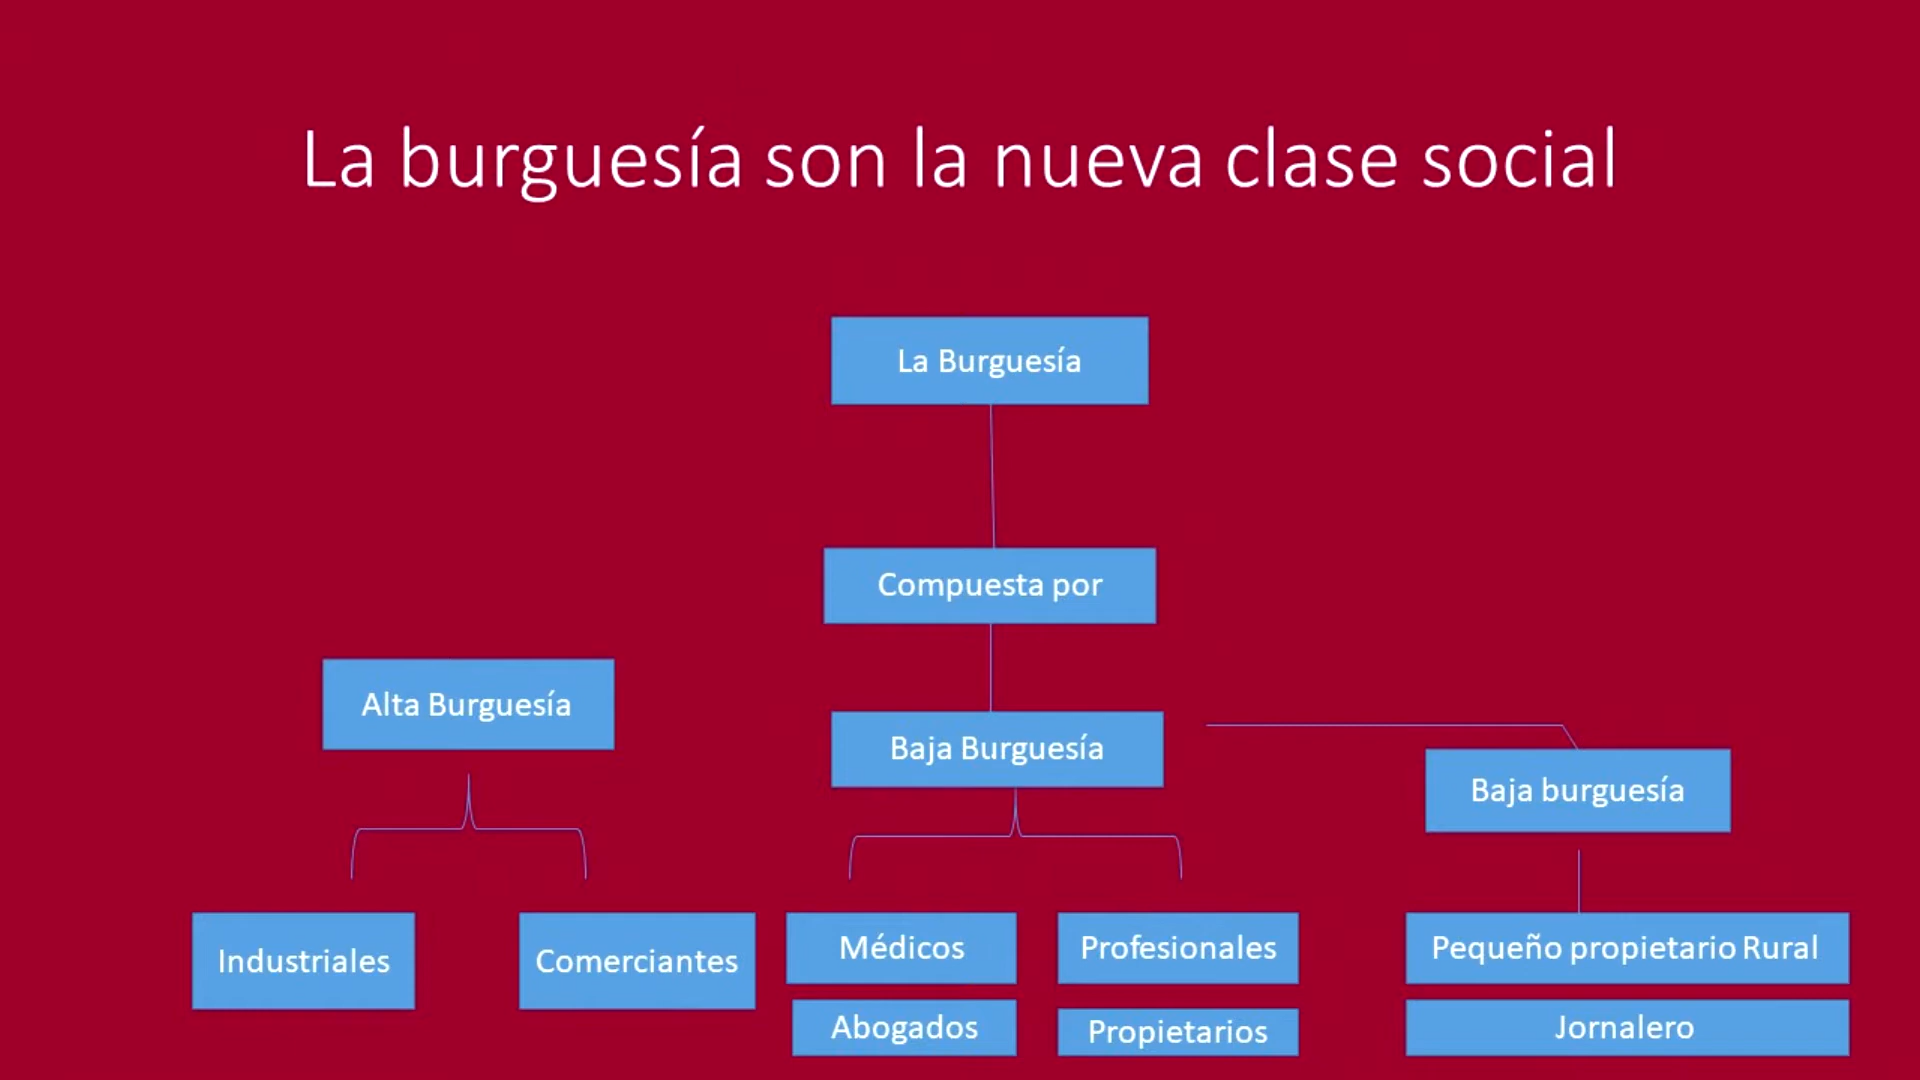 La burguesía son la nueva clase social
La Burguesía
Compuesta por
Alta Burguesía
Baja Burguesía
Baja burguesía
Industriales
Comerciantes
Médicos
Profesionales
Pequeño propietario Rural
Abogados
Propietarios
Jornalero